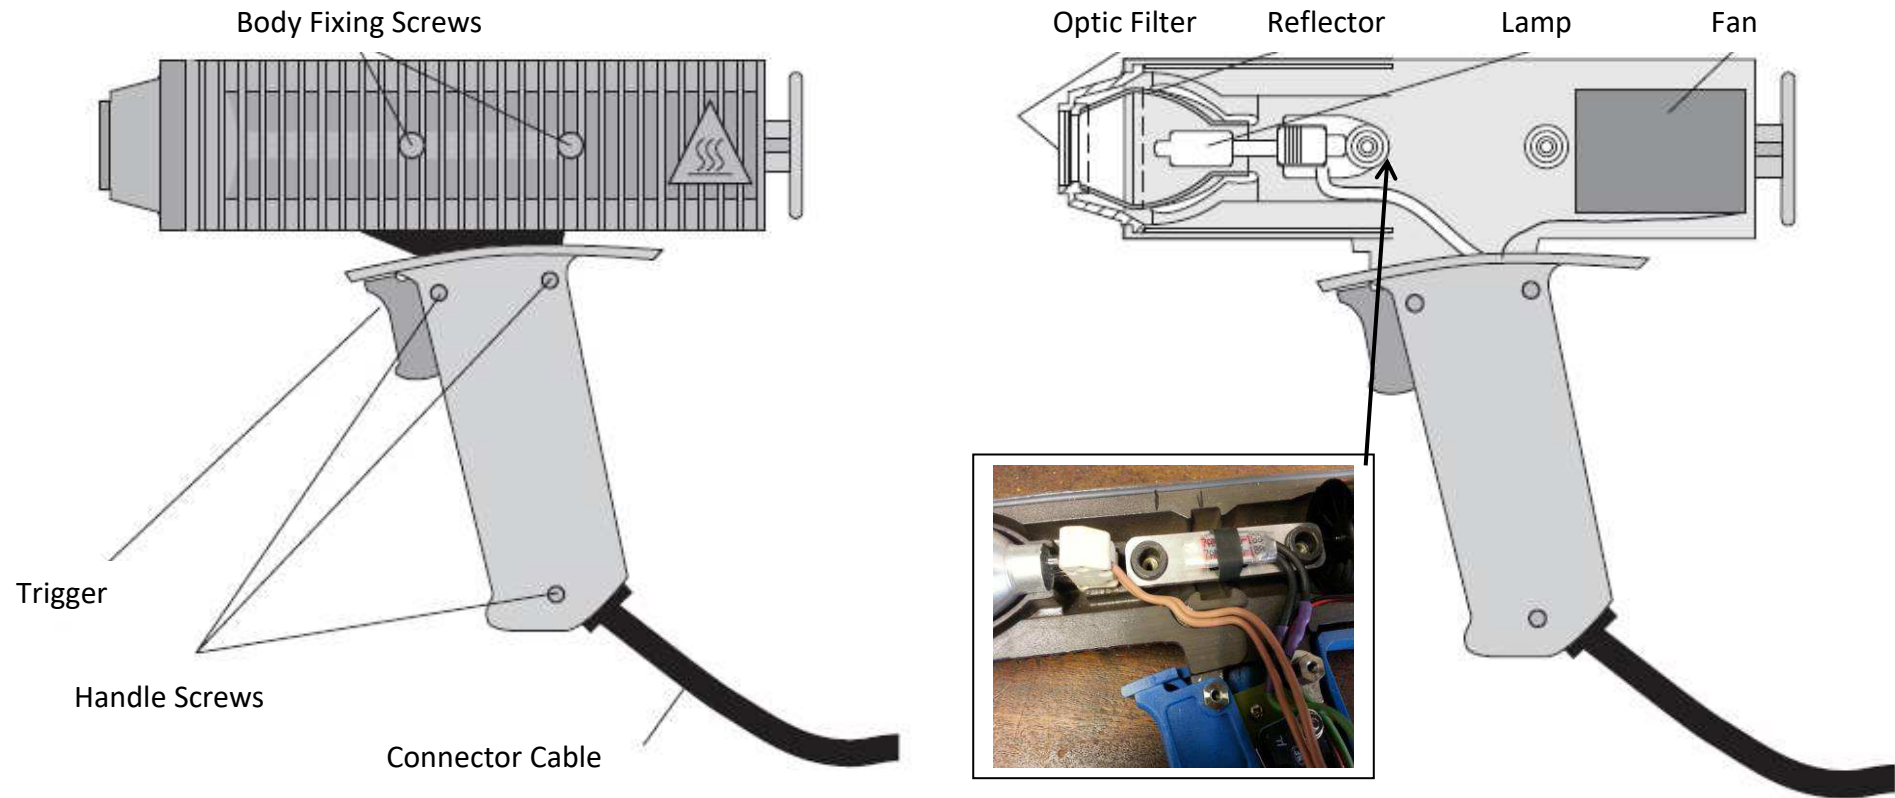 Body Fixing Screws
Optic Filter
Reflector
Lamp
Fan
Trigger
Handle Screws
Connector Cable